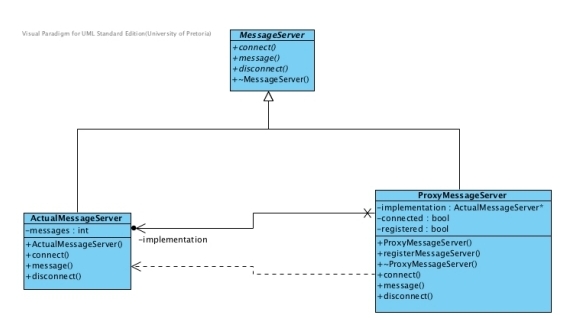 Visual Paradigm for UML Standard Edition(University of Pretoria)
MessageServer
+connect()
+message()
+disconnect()
+~MessageServer()
ActualMessageServer
-messages : int
+ActualMessageServer()
+connect()
+message()
+disconnect()
-implementation
ProxyMessageServer
-implementation : ActualMessageServer*
-connected : bool
-registered : bool
+ProxyMessageServer()
+registerMessageServer()
+~ProxyMessageServer()
+connect()
+message()
+disconnect()